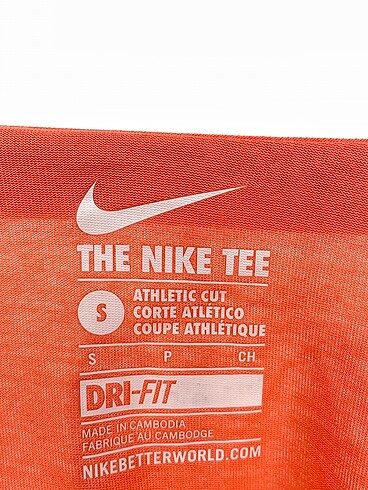 THE NIKE TEE
S
ATHLETIC CUT
CORTE ATLÉTICO
COUPE ATHLÉTIQUE
S P CH
DRI-FIT
MADE IN CAMBODIA
FABRIQUE AU CAMBODGE
NIKEBETTERWORLD.COM